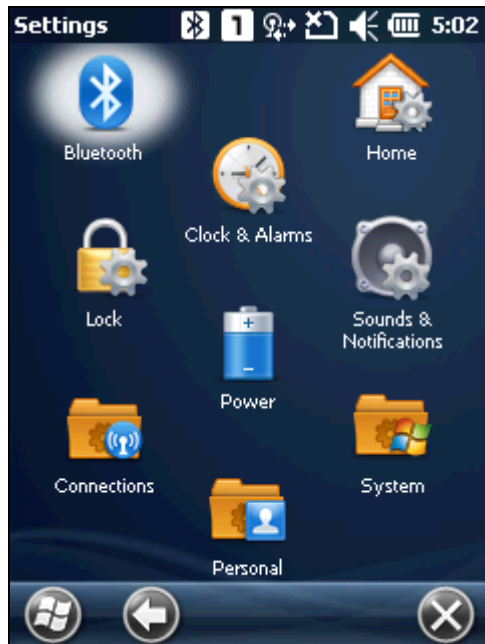 Settings 1 5:02
Bluetooth
Home
Clock & Alarms
Lock
Sounds &
Notifications
Power
Connections
System
Personal